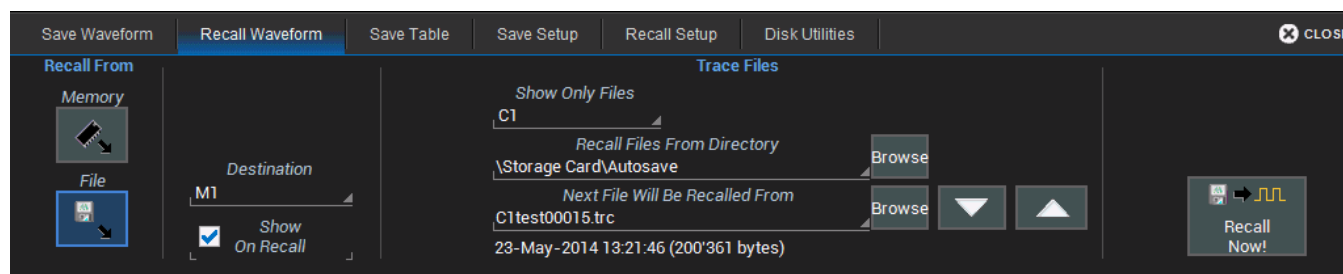 Save Waveform
Recall Waveform
Save Table
Save Setup
Recall Setup
Disk Utilities
CLOS
Recall From
Memory
File
Destination
M1
Show
On Recall
Trace Files
Show Only Files
C1
Recall Files From Directory
\Storage Card\Autosave
Browse
Next File Will Be Recalled From
C1test00015.trc
Browse
23-May-2014 13:21:46 (200'361 bytes)
Recall
Now!